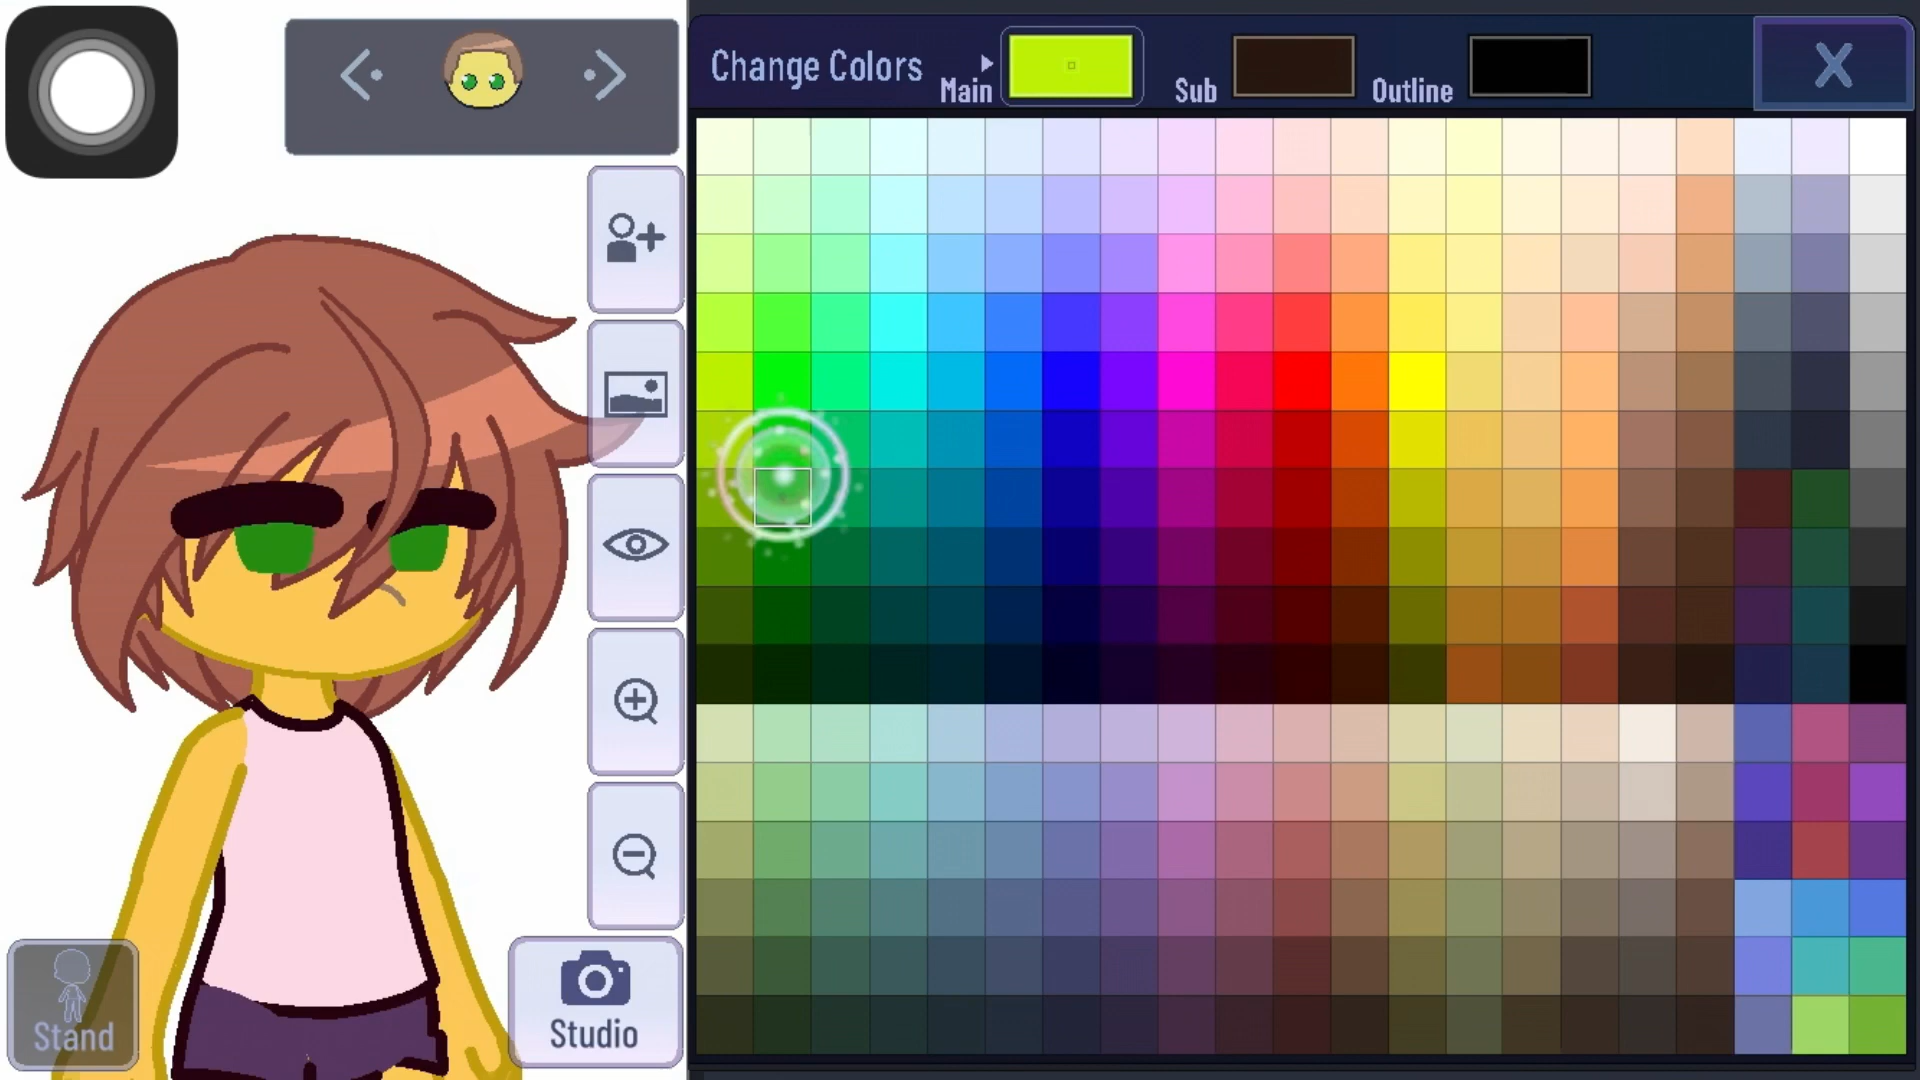 Change Colors
Main
Sub
Outline
X
Stand
Studio